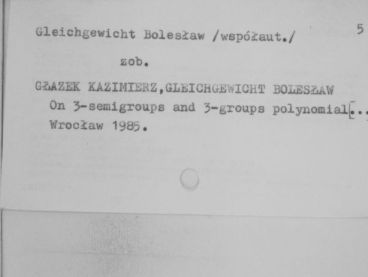 5
Gleichgewicht Bolesław /współaut./
zob.
GŁAZEK KAZIMIERZ,GLEICHGEWICHT BOLESŁAW
On 3-semigroups and 3-groups polynomial[...
Wrocław 1985.